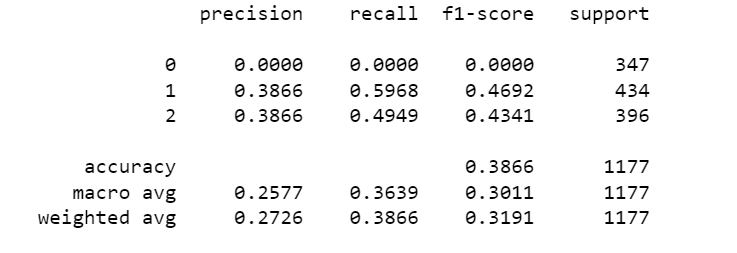 precision recall f1-score support
0 0.0000 0.0000 0.0000 347
1 0.3866 0.5968 0.4692 434
2 0.3866 0.4949 0.4341 396
accuracy 0.3866 1177
macro avg 0.2577 0.3639 0.3011 1177
weighted avg 0.2726 0.3866 0.3191 1177